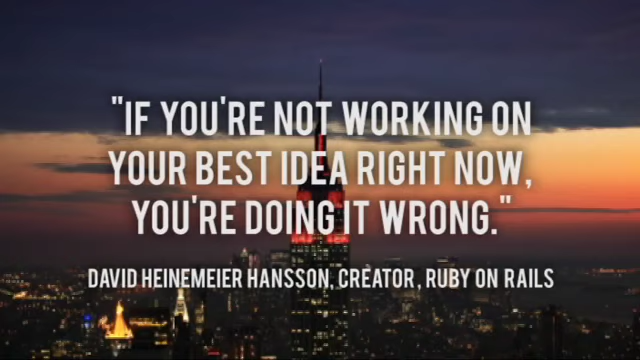 "IF YOU'RE NOT WORKING ON
YOUR BEST IDEA RIGHT NOW,
YOU'RE DOING IT WRONG."
DAVID HEINEMEIER HANSSON, CREATOR, RUBY ON RAILS